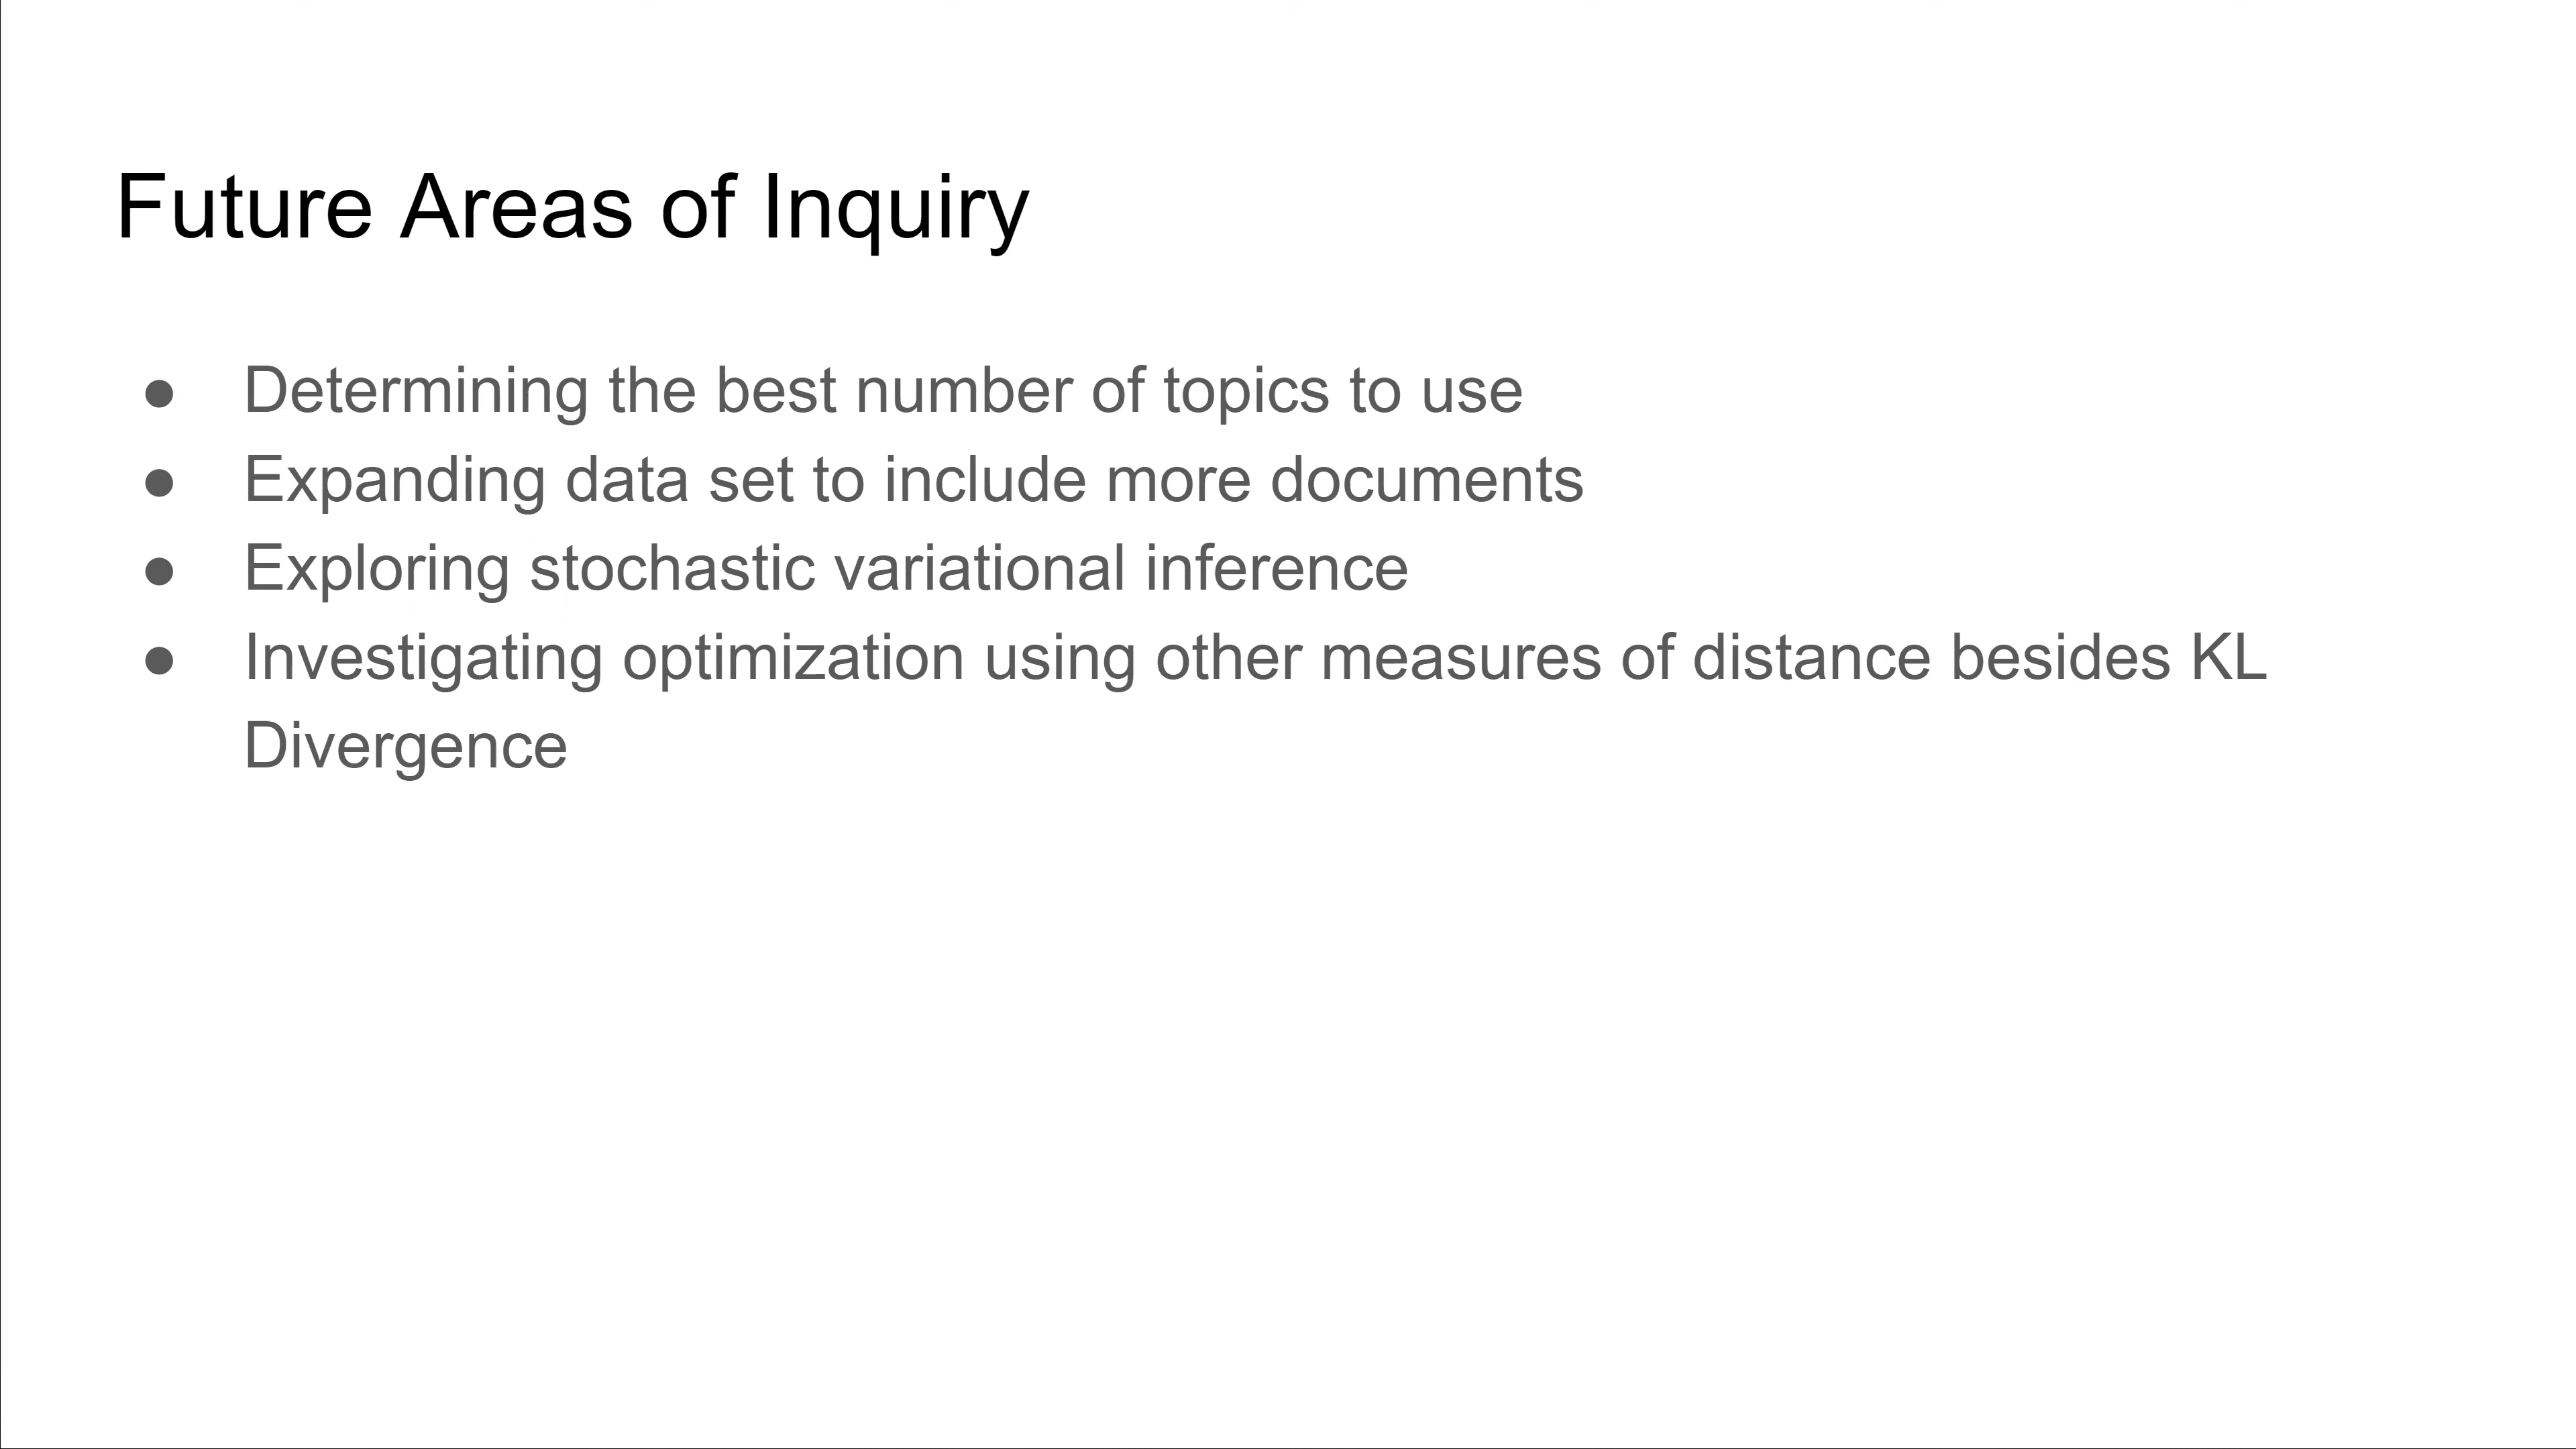 Future Areas of Inquiry
● Determining the best number of topics to use
● Expanding data set to include more documents
● Exploring stochastic variational inference
● Investigating optimization using other measures of distance besides KL
Divergence